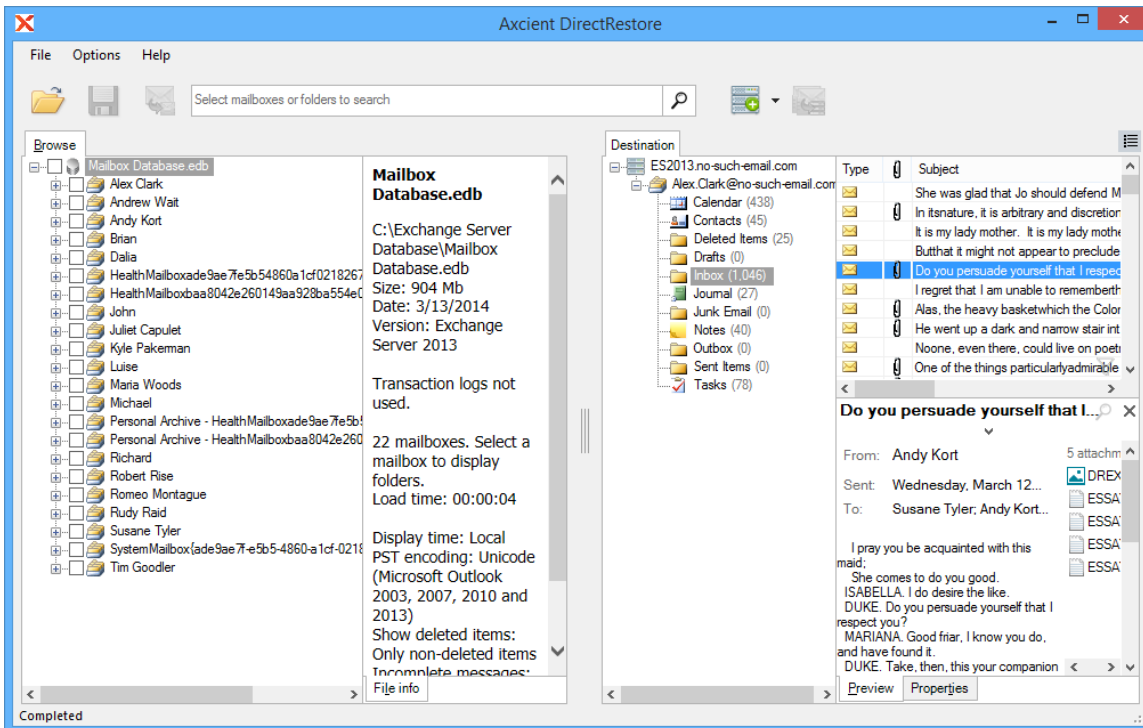 Axcient DirectRestore
File Options Help
Select mailboxes or folders to search
Browse
Mailbox Database.edb
Alex Clark
Andrew Wait
Andy Kort
Brian
Dalia
HealthMailboxade9ae7fe5b54860a1cf0218267
HealthMailboxbaa8042e260149aa928ba554e0
John
Juliet Capulet
Kyle Pakerman
Luise
Maria Woods
Michael
Personal Archive - HealthMailboxade9ae7fe5b5
Personal Archive - HealthMailboxbaa8042e260
Richard
Robert Rise
Romeo Montague
Rudy Raid
Susane Tyler
SystemMailbox{ade9ae7f-e5b5-4860-a1cf-0218
Tim Goodler
Mailbox
Database.edb
C:\Exchange Server
Database\Mailbox
Database.edb
Size: 904 Mb
Date: 3/13/2014
Version: Exchange
Server 2013
Transaction logs not
used.
22 mailboxes. Select a
mailbox to display
folders.
Load time: 00:00:04
Display time: Local
PST encoding: Unicode
(Microsoft Outlook
2003, 2007, 2010 and
2013)
Show deleted items:
Only non-deleted items
Incomplete messages:
File info
Destination
ES2013.no-such-email.com
Alex.Clark@no-such-email.com
Calendar (438)
Contacts (45)
Deleted Items (25)
Drafts (0)
Inbox (1,046)
Journal (27)
Junk Email (0)
Notes (40)
Outbox (0)
Sent Items (0)
Tasks (78)
Type Subject
She was glad that Jo should defend M
In itsnature, it is arbitrary and discretion
It is my lady mother. It is my lady mothe
Butthat it might not appear to preclude
Do you persuade yourself that I respec
I regret that I am unable to rememberth
Alas, the heavy basketwhich the Color
He went up a dark and narrow stair int
Noone, even there, could live on poetr
One of the things particularlyadmirable
Do you persuade yourself that I...
From: Andy Kort
Sent: Wednesday, March 12...
To: Susane Tyler; Andy Kort...
5 attachm
DREX
ESSA
ESSA
ESSA
ESSA
I pray you be acquainted with this
maid;
She comes to do you good.
ISABELLA. I do desire the like.
DUKE. Do you persuade yourself that I
respect you?
MARIANA. Good friar, I know you do,
and have found it.
DUKE. Take, then, this your companion
Preview Properties
Completed